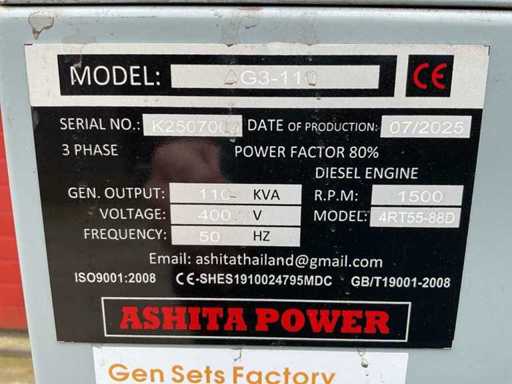 MODEL: AG3-110 CE
SERIAL NO.: DATE OF PRODUCTION: 07/2025
3 PHASE POWER FACTOR 80%
DIESEL ENGINE
GEN. OUTPUT: 110 KVA R.P.M: 1500
VOLTAGE: 400 V MODEL: 4RT55-88D
FREQUENCY: 50 HZ
Email: ashitathailand@gmail.com
ISO9001:2008 CE-SHES1910024795MDC GB/T19001-2008
ASHITA POWER
Gen Sets Factory